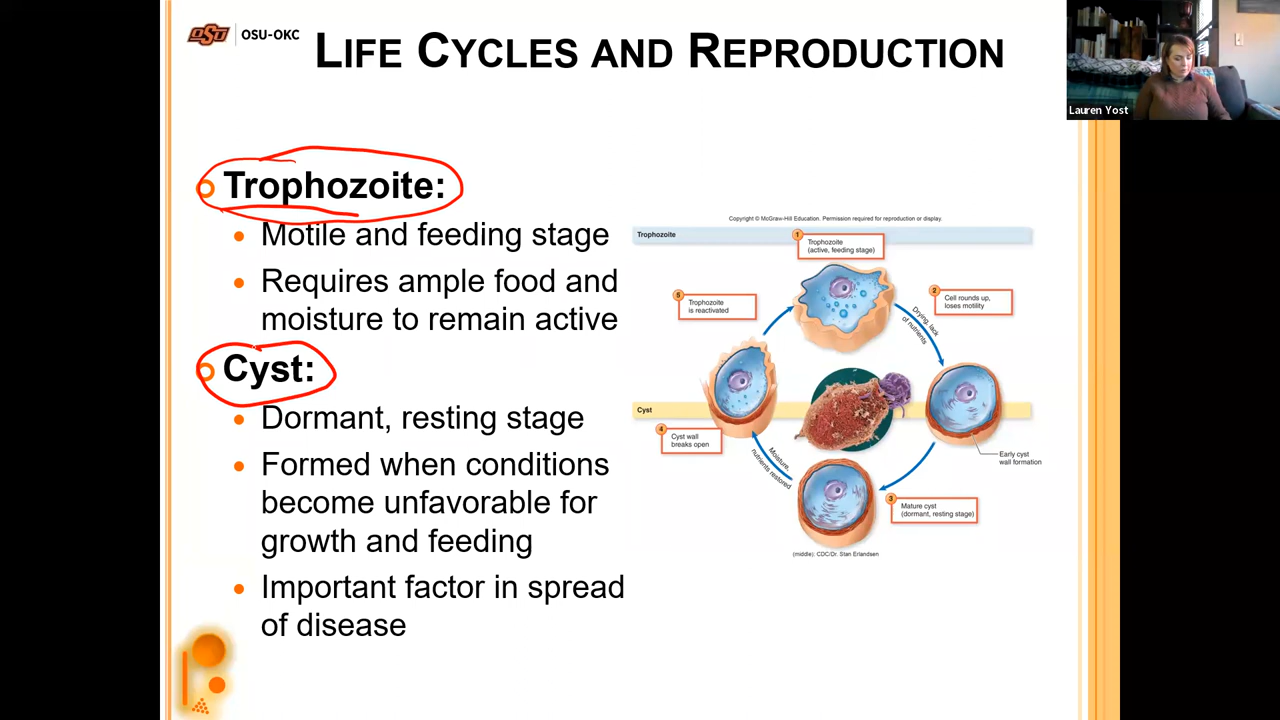 OSU
OSU-OKC
LIFE CYCLES AND REPRODUCTION
Lauren Yost
Trophozoite:
Motile and feeding stage
Requires ample food and
moisture to remain active
Cyst:
Dormant, resting stage
Formed when conditions
become unfavorable for
growth and feeding
Important factor in spread
of disease
Copyright © McGraw-Hill Education. Permission required for reproduction or display.
Trophozoite
1
Trophozoite
(active, feeding stage)
2
Cell rounds up,
loses motility
Drying, lack
of nutrients
5
Trophozoite
is reactivated
Cyst
4
Cyst wall
breaks open
Moisture,
nutrients restored
Early cyst
wall formation
3
Mature cyst
(dormant, resting stage)
(middle): CDC/Dr. Stan Erlandsen